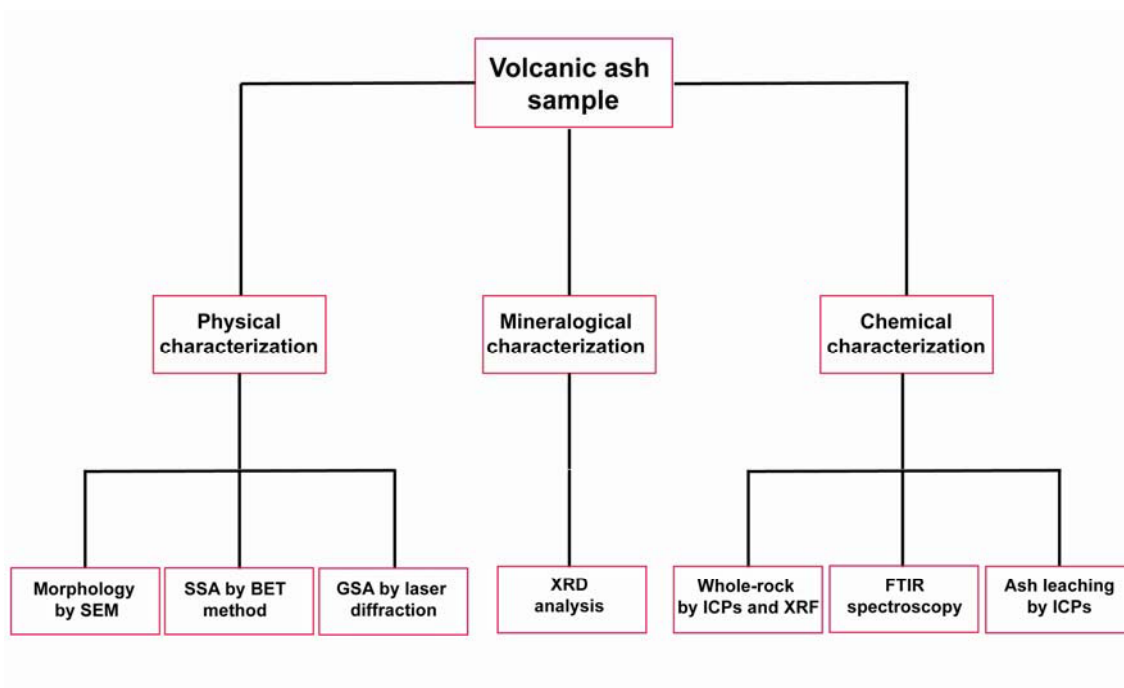 Volcanic ash
sample
Physical
characterization
Mineralogical
characterization
Chemical
characterization
Morphology
by SEM
SSA by BET
method
GSA by laser
diffraction
XRD
analysis
Whole-rock
by ICPs and XRF
FTIR
spectroscopy
Ash leaching
by ICPs